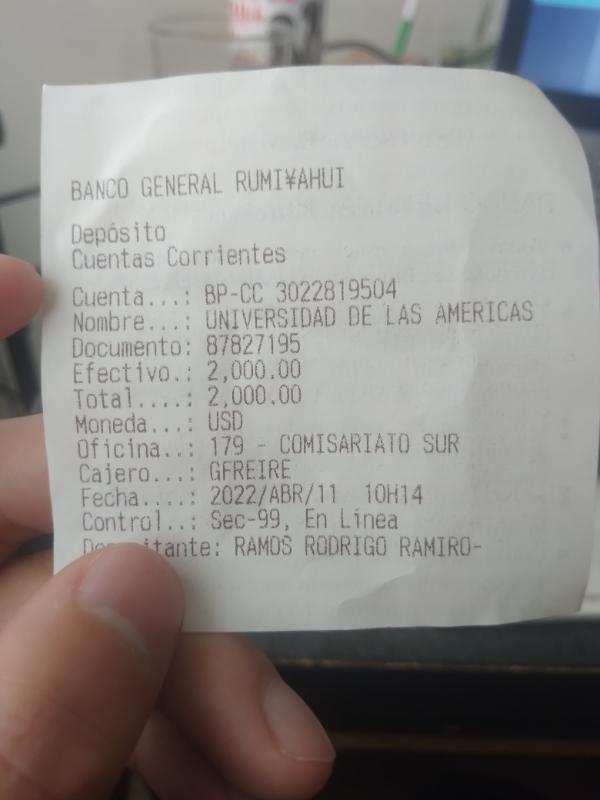 BANCO GENERAL RUMI¥AHUI
Depósito
Cuentas Corrientes
Cuenta...: BP-CC 3022819504
Nombre...: UNIVERSIDAD DE LAS AMERICAS
Documento: 87827195
Efectivo.: 2,000.00
Total....: 2,000.00
Moneda...: USD
Oficina..: 179 - COMISARIATO SUR
Cajero...: GFREIRE
Fecha....: 2022/ABR/11 10H14
Control..: Sec-99, En Línea
Depositante: RAMOS RODRIGO RAMIRO-